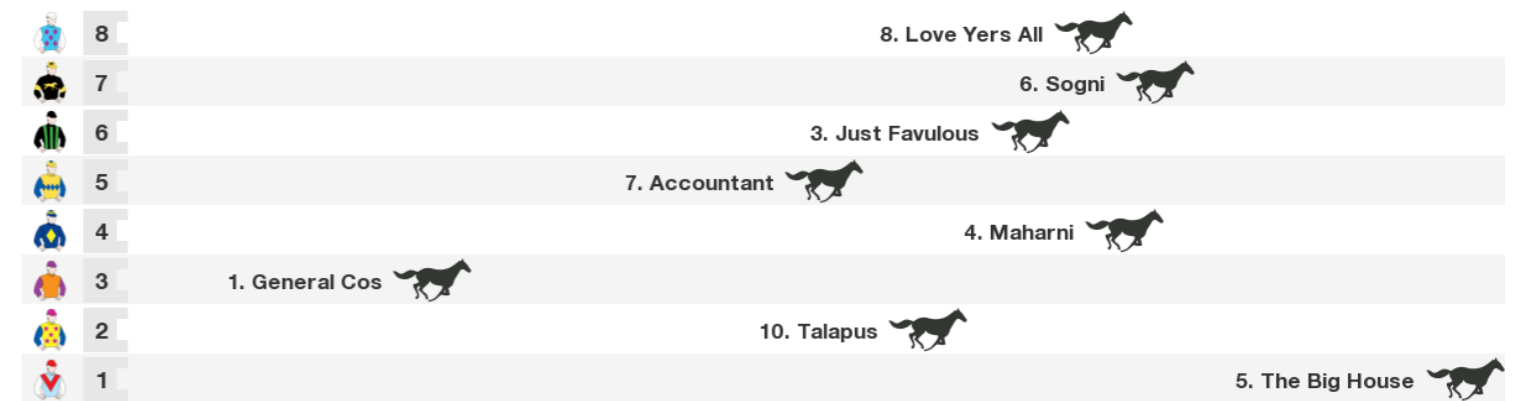 8 8. Love Yers All
7 6. Sogni
6 3. Just Favulous
5 7. Accountant
4 4. Maharni
3 1. General Cos
2 10. Talapus
1 5. The Big House